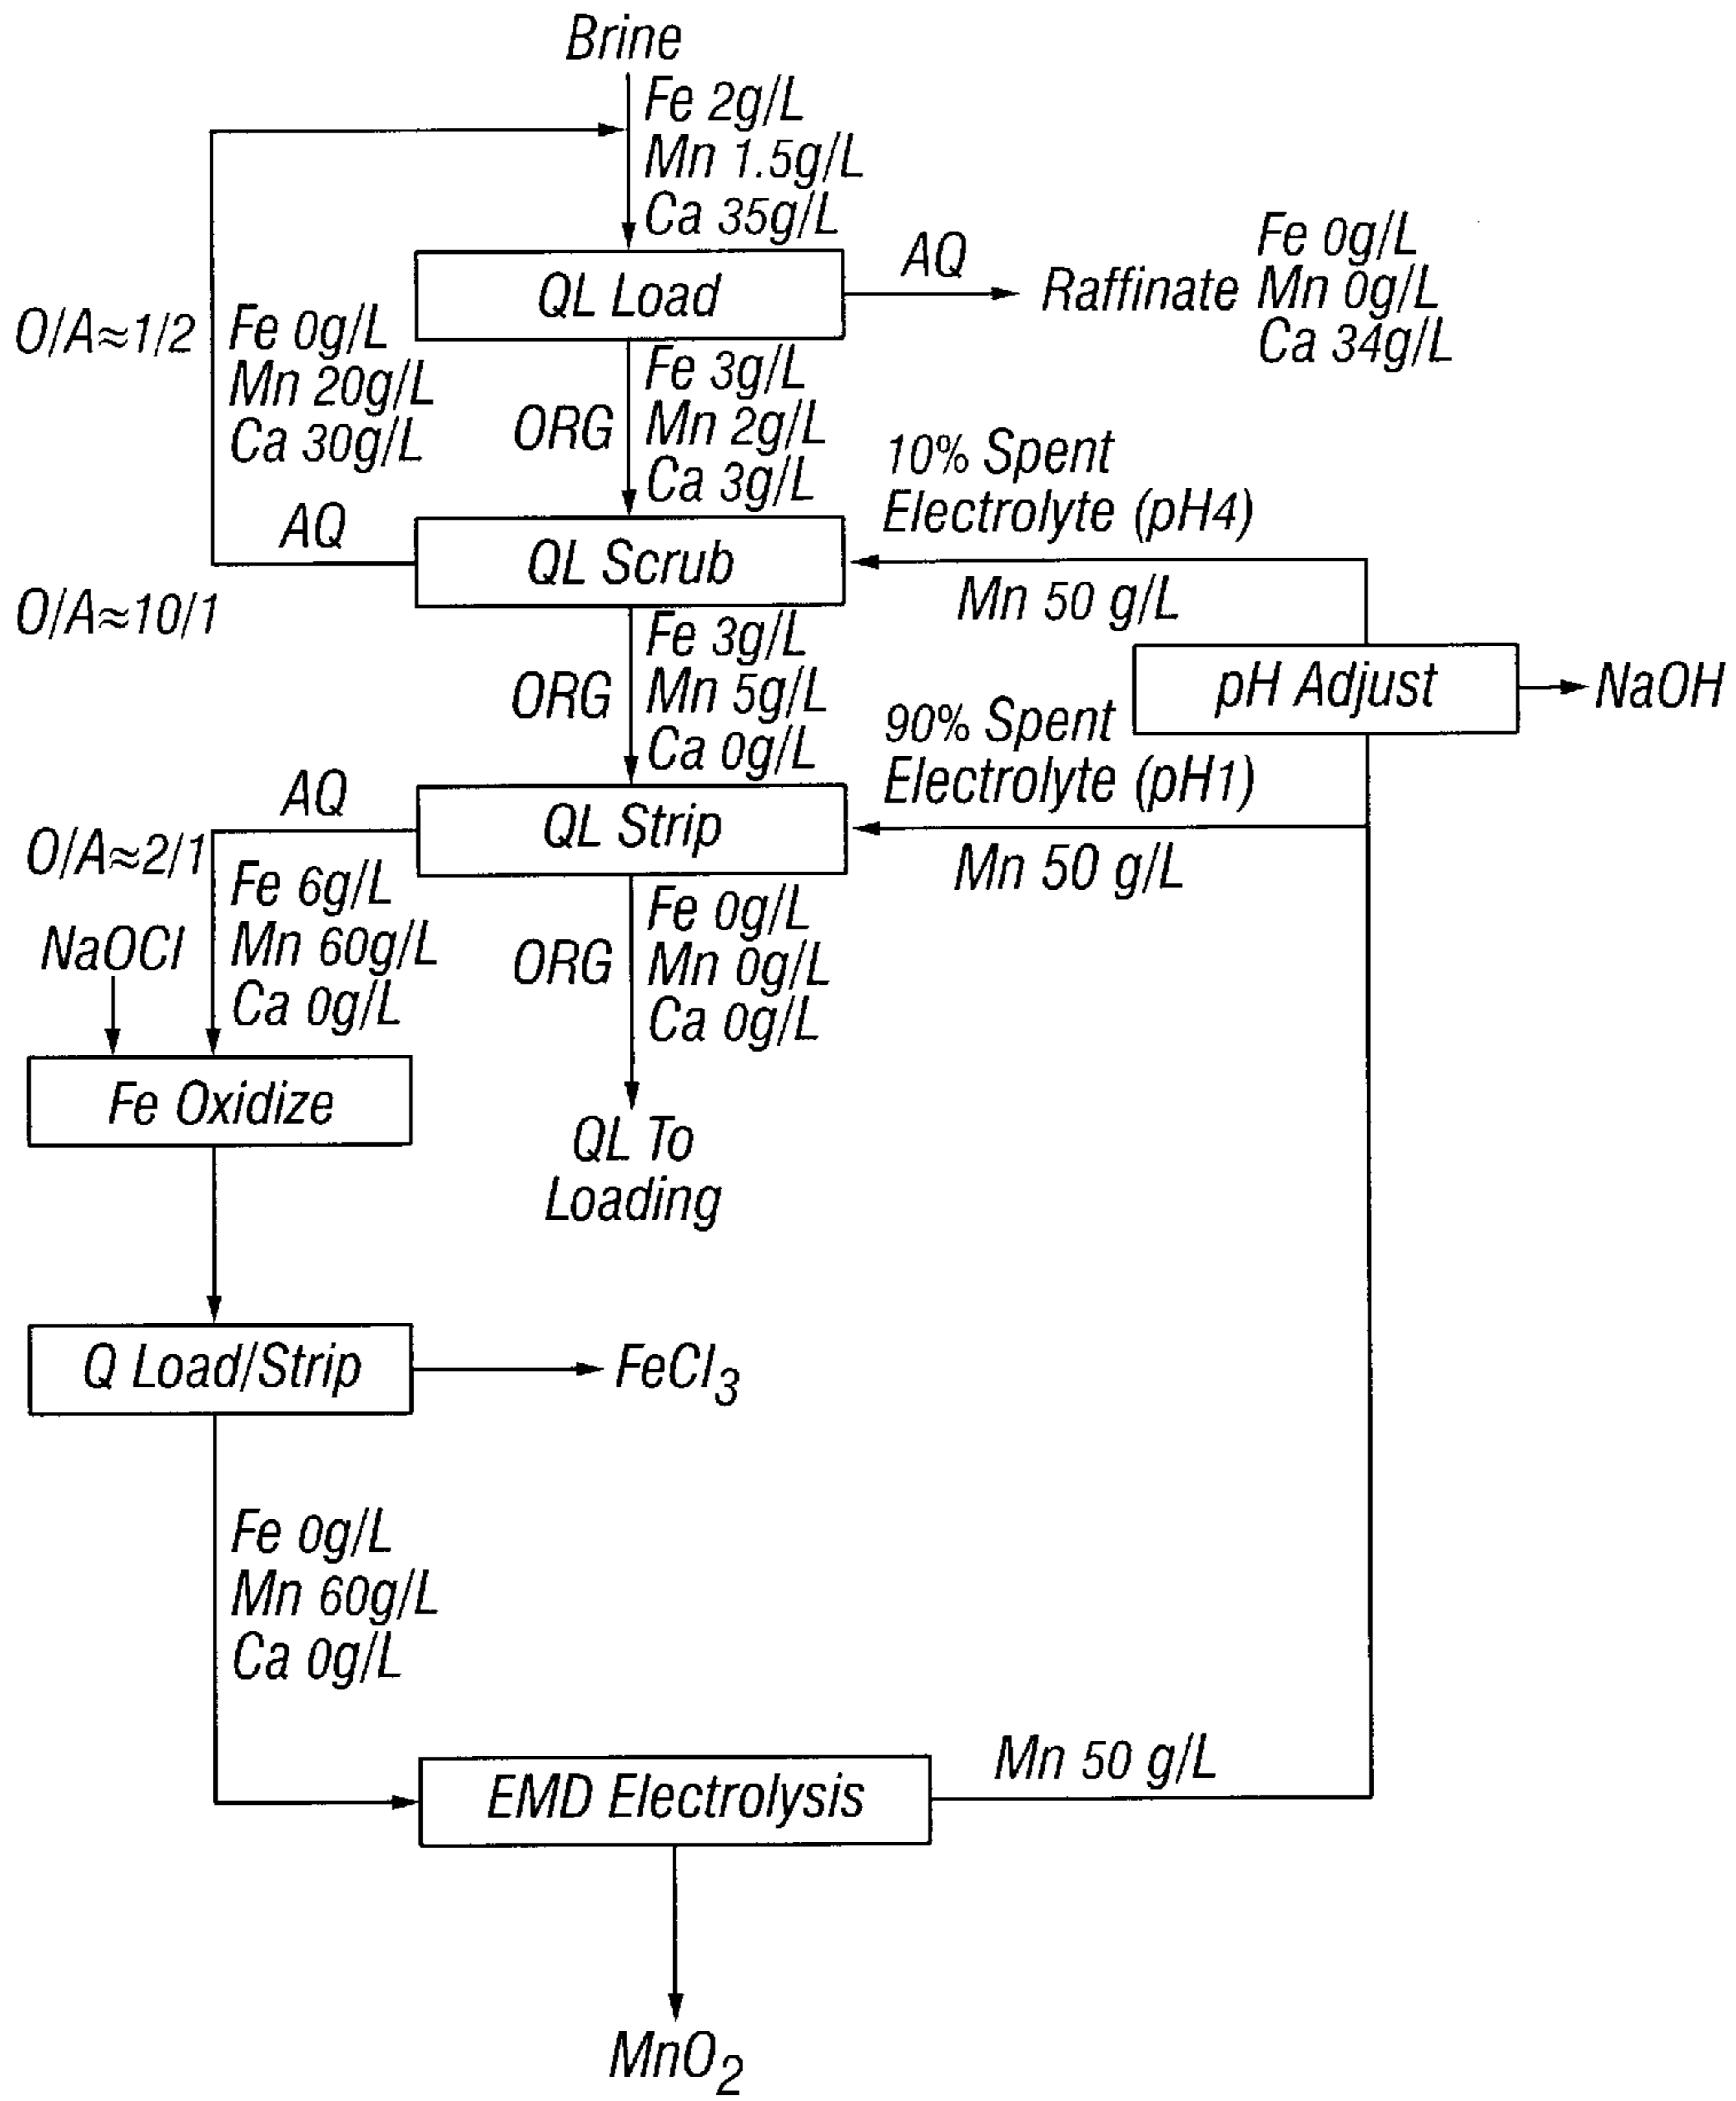 Brine
Fe 2g/L
Mn 1.5g/L
Ca 35g/L
QL Load
AQ
Raffinate
Fe 0g/L
Mn 0g/L
Ca 34g/L
O/A≈1/2
Fe 0g/L
Mn 20g/L
Ca 30g/L
ORG
Fe 3g/L
Mn 2g/L
Ca 3g/L
10% Spent
Electrolyte (pH4)
AQ
QL Scrub
Mn 50 g/L
O/A≈10/1
ORG
Fe 3g/L
Mn 5g/L
Ca 0g/L
pH Adjust
NaOH
90% Spent
Electrolyte (pH1)
AQ
QL Strip
Mn 50 g/L
O/A≈2/1
Fe 6g/L
Mn 60g/L
Ca 0g/L
NaOCl
ORG
Fe 0g/L
Mn 0g/L
Ca 0g/L
Fe Oxidize
QL To
Loading
Q Load/Strip
FeCl3
Fe 0g/L
Mn 60g/L
Ca 0g/L
EMD Electrolysis
Mn 50 g/L
MnO2